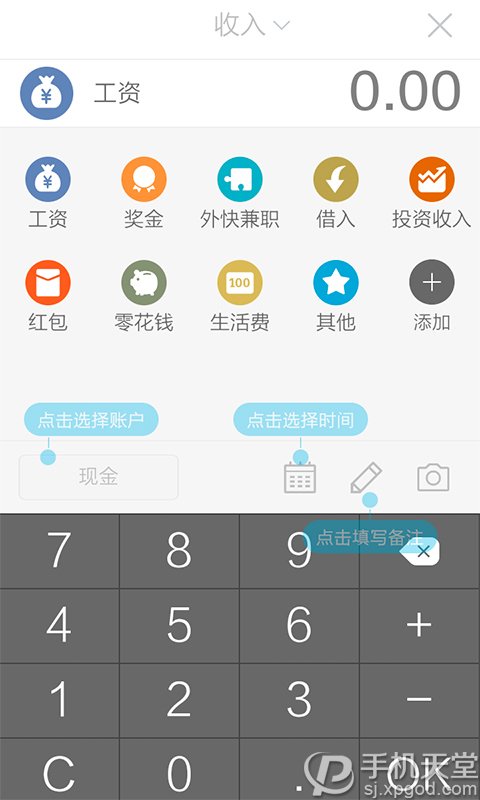 收入
¥ 工资 0.00
¥
工资 奖金 外快兼职 借入 投资收入
100
红包 零花钱 生活费 其他 添加
点击选择账户 点击选择时间
现金
7 8 9
点击填写备注
4 5 6 +
1 2 3 −
C 0 . OK
手机天堂
sj.xpgod.com